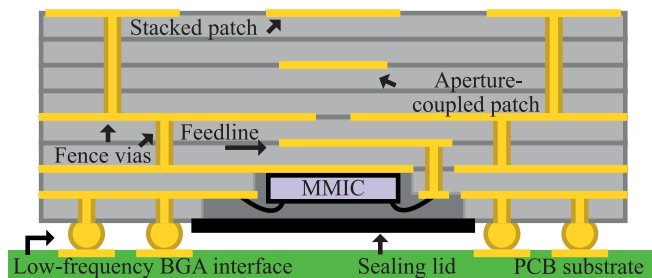 Stacked patch
Aperture-
coupled patch
Feedline
Fence vias
MMIC
Low-frequency BGA interface
Sealing lid
PCB substrate